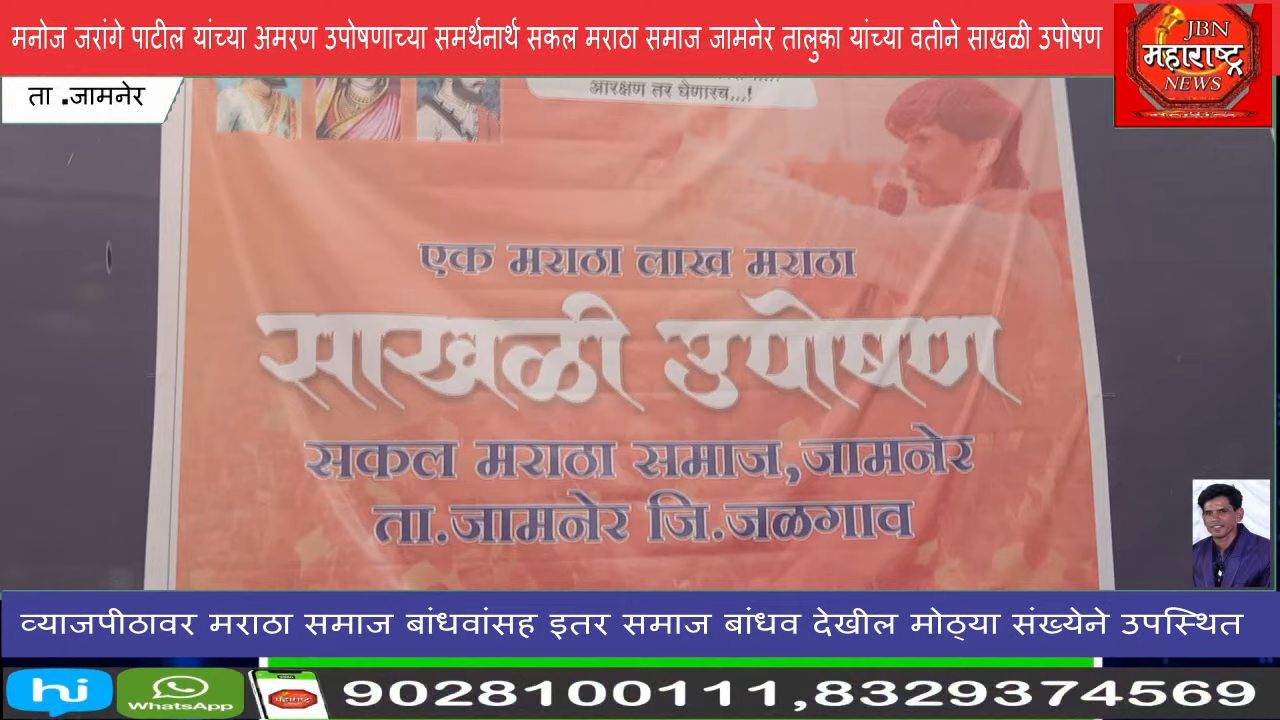 मनोज जरांगे पाटील यांच्या अमरण उपोषणाच्या समर्थनार्थ सकल मराठा समाज जामनेर तालुका यांच्या वतीने साखळी उपोषण
JBN
महाराष्ट्र
NEWS
ता .जामनेर
आरक्षण तर घेणारच...!
एक मराठा लाख मराठा
साखळी उपोषण
सकल मराठा समाज,जामनेर
ता.जामनेर जि.जळगाव
व्याजपीठावर मराठा समाज बांधवांसह इतर समाज बांधव देखील मोठ्या संख्येने उपस्थित
hi
WhatsApp
महाराष्ट्र
9028100111,8329374569